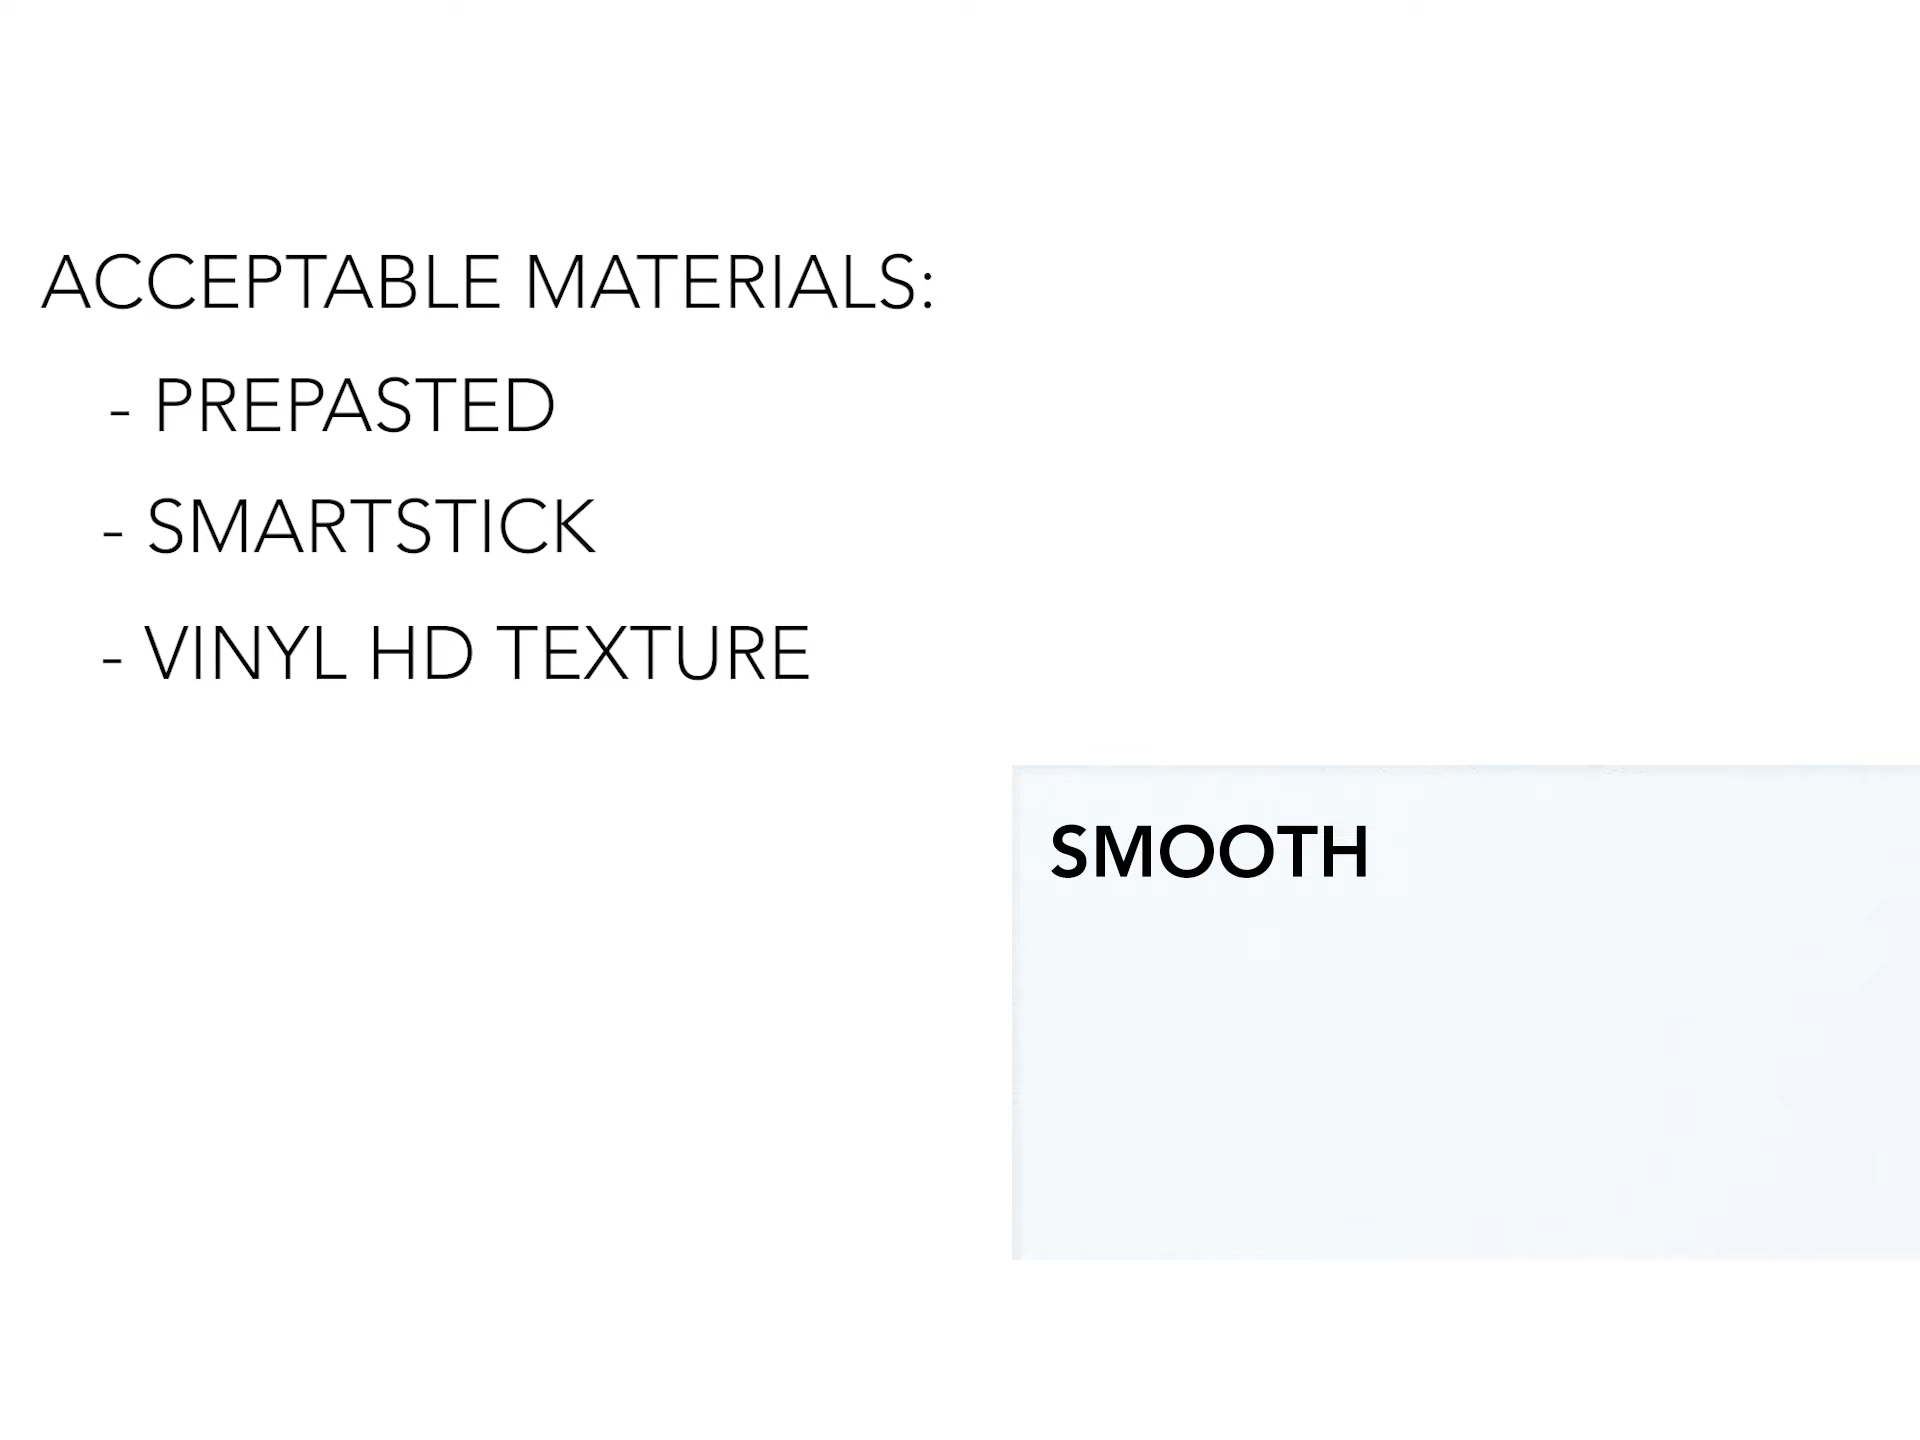 ACCEPTABLE MATERIALS:
- PREPASTED
- SMARTSTICK
- VINYL HD TEXTURE
SMOOTH